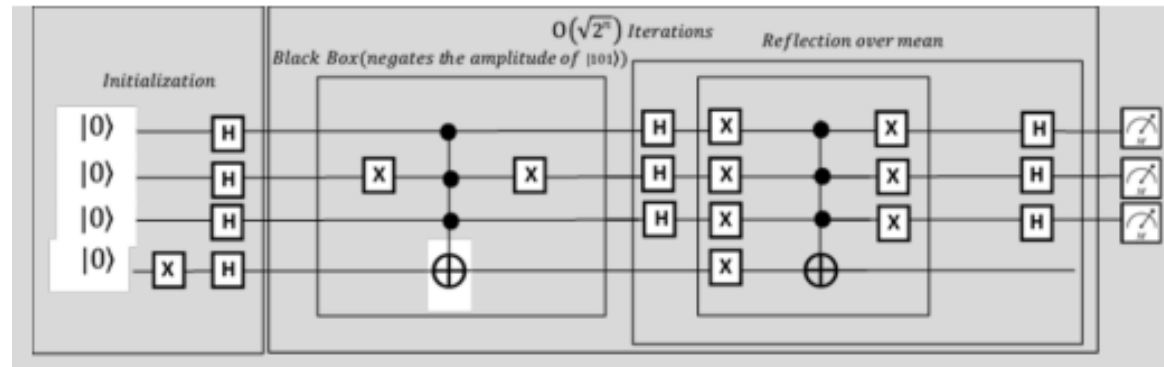 O(√2ⁿ) Iterations
Reflection over mean
Black Box(negates the amplitude of |101⟩)
Initialization
|0⟩ H H X X H
|0⟩ H X X H X X H
|0⟩ H H X X H
|0⟩ X H X